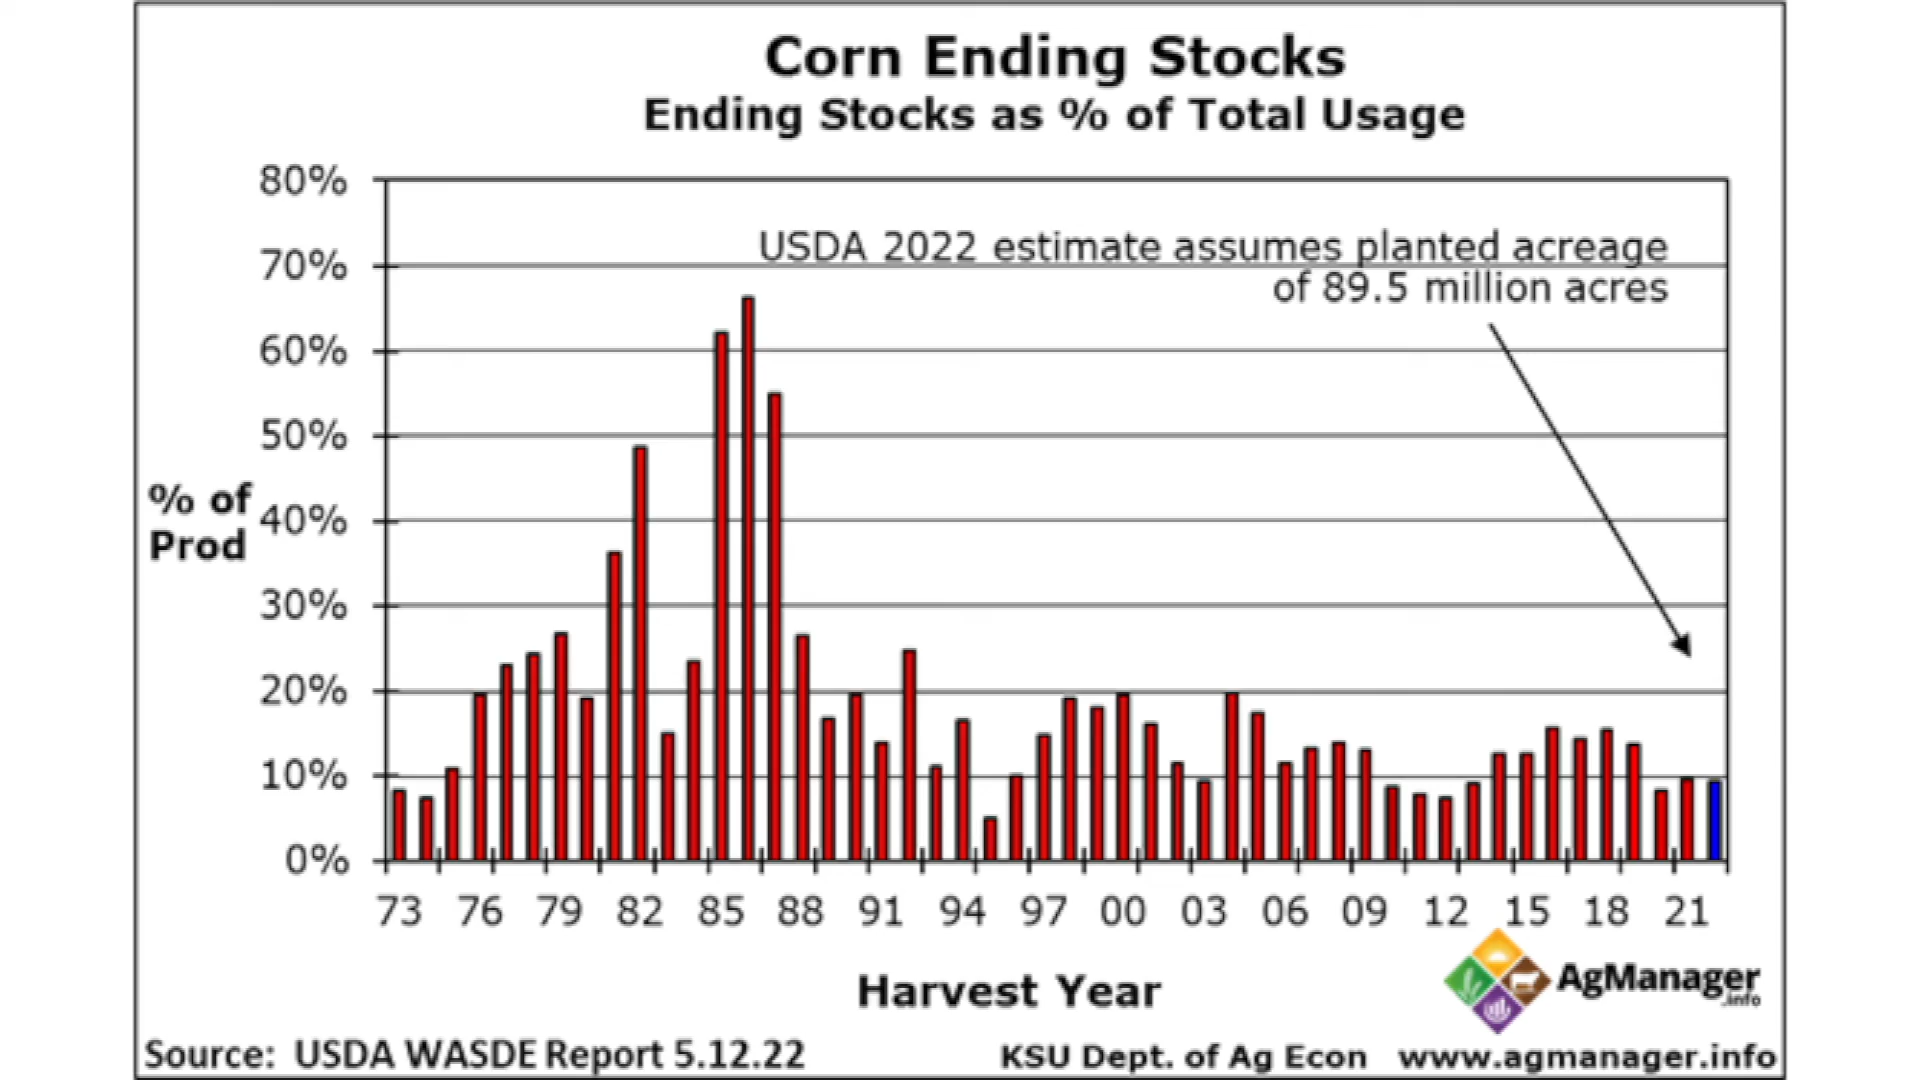 Corn Ending Stocks
Ending Stocks as % of Total Usage
80%
USDA 2022 estimate assumes planted acreage
70%
of 89.5 million acres
60%
50%
% of
Prod
40%
30%
20%
10%
0%
73 76 79 82 85 88 91 94 97 00 03 06 09 12 15 18 21
Harvest Year
AgManager
.info
Source: USDA WASDE Report 5.12.22
KSU Dept. of Ag Econ www.agmanager.info